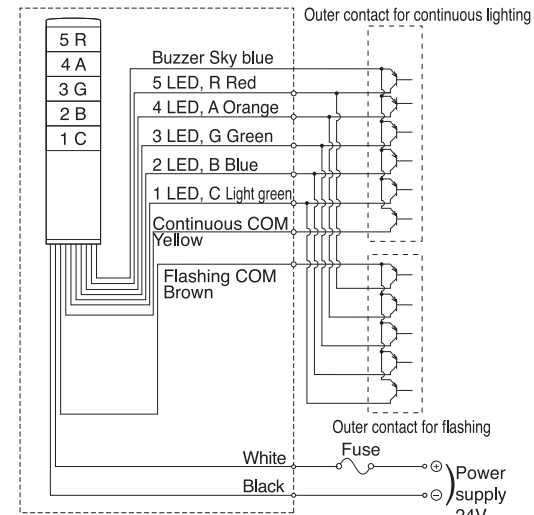 Outer contact for continuous lighting
5 R
4 A
3 G
2 B
1 C
Buzzer Sky blue
5 LED, R Red
4 LED, A Orange
3 LED, G Green
2 LED, B Blue
1 LED, C Light green
Continuous COM
Yellow
Flashing COM
Brown
Outer contact for flashing
White
Fuse
Black
+
Power
−
supply
24V